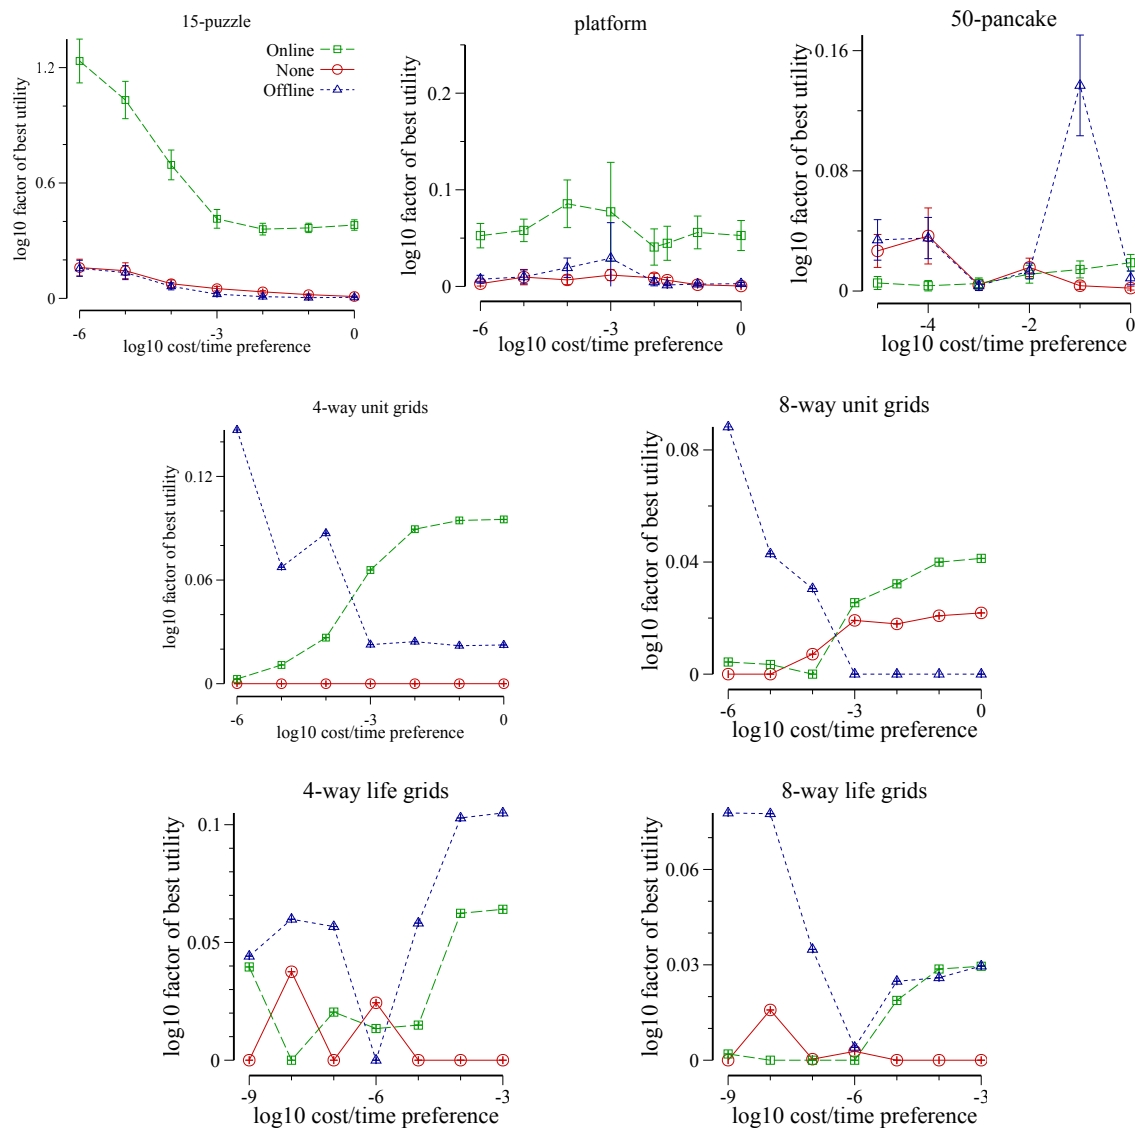 15-puzzle
log10 factor of best utility
1.2
0.6
0
-6
-3
0
log10 cost/time preference
Online
None
Offline
platform
log10 factor of best utility
0.2
0.1
0
-6
-3
0
log10 cost/time preference
50-pancake
log10 factor of best utility
0.16
0.08
0
-4
-2
0
log10 cost/time preference
4-way unit grids
log10 factor of best utility
0.12
0.06
0
-6
-3
0
log10 cost/time preference
8-way unit grids
log10 factor of best utility
0.08
0.04
0
-6
-3
0
log10 cost/time preference
4-way life grids
log10 factor of best utility
0.1
0.05
0
-9
-6
-3
log10 cost/time preference
8-way life grids
log10 factor of best utility
0.06
0.03
0
-9
-6
-3
log10 cost/time preference